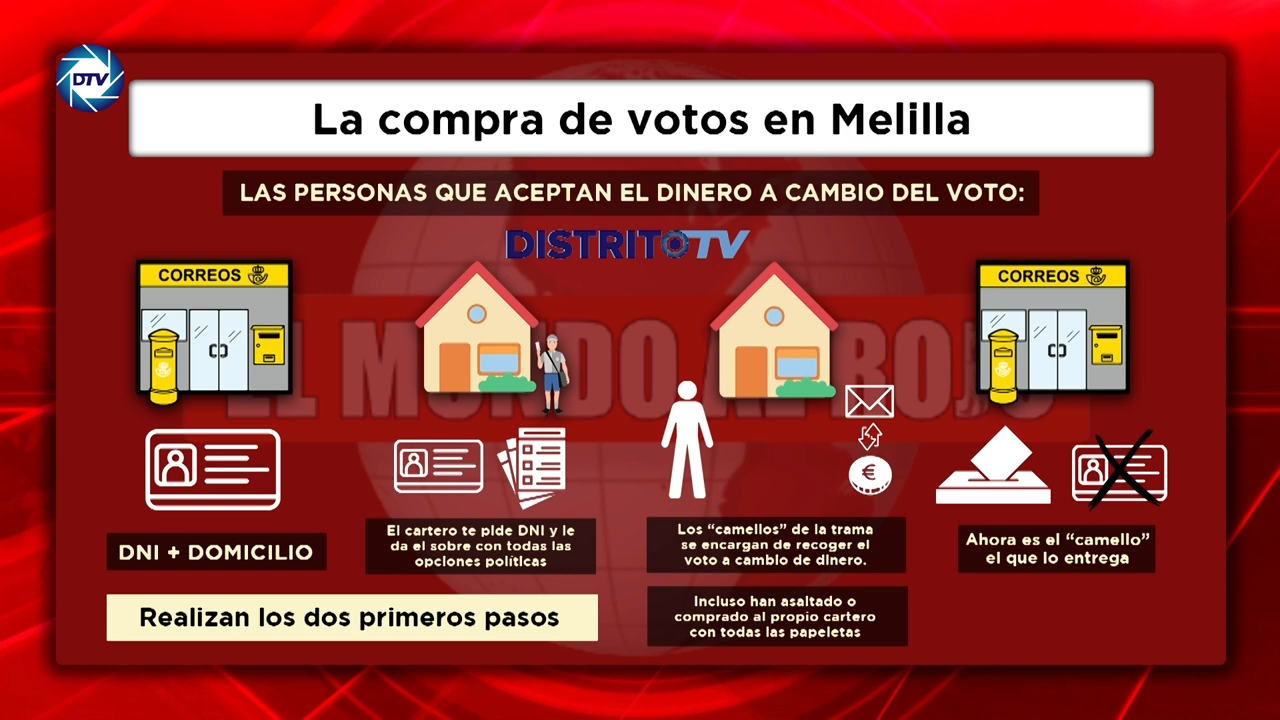 DTV
La compra de votos en Melilla
LAS PERSONAS QUE ACEPTAN EL DINERO A CAMBIO DEL VOTO:
DISTRITOTV
CORREOS
CORREOS
EL MUNDO AL ROJO
DNI + DOMICILIO
El cartero te pide DNI y le
da el sobre con todas las
opciones políticas
Los “camellos” de la trama
se encargan de recoger el
voto a cambio de dinero.
Ahora es el “camello”
el que lo entrega
Realizan los dos primeros pasos
Incluso han asaltado o
comprado al propio cartero
con todas las papeletas